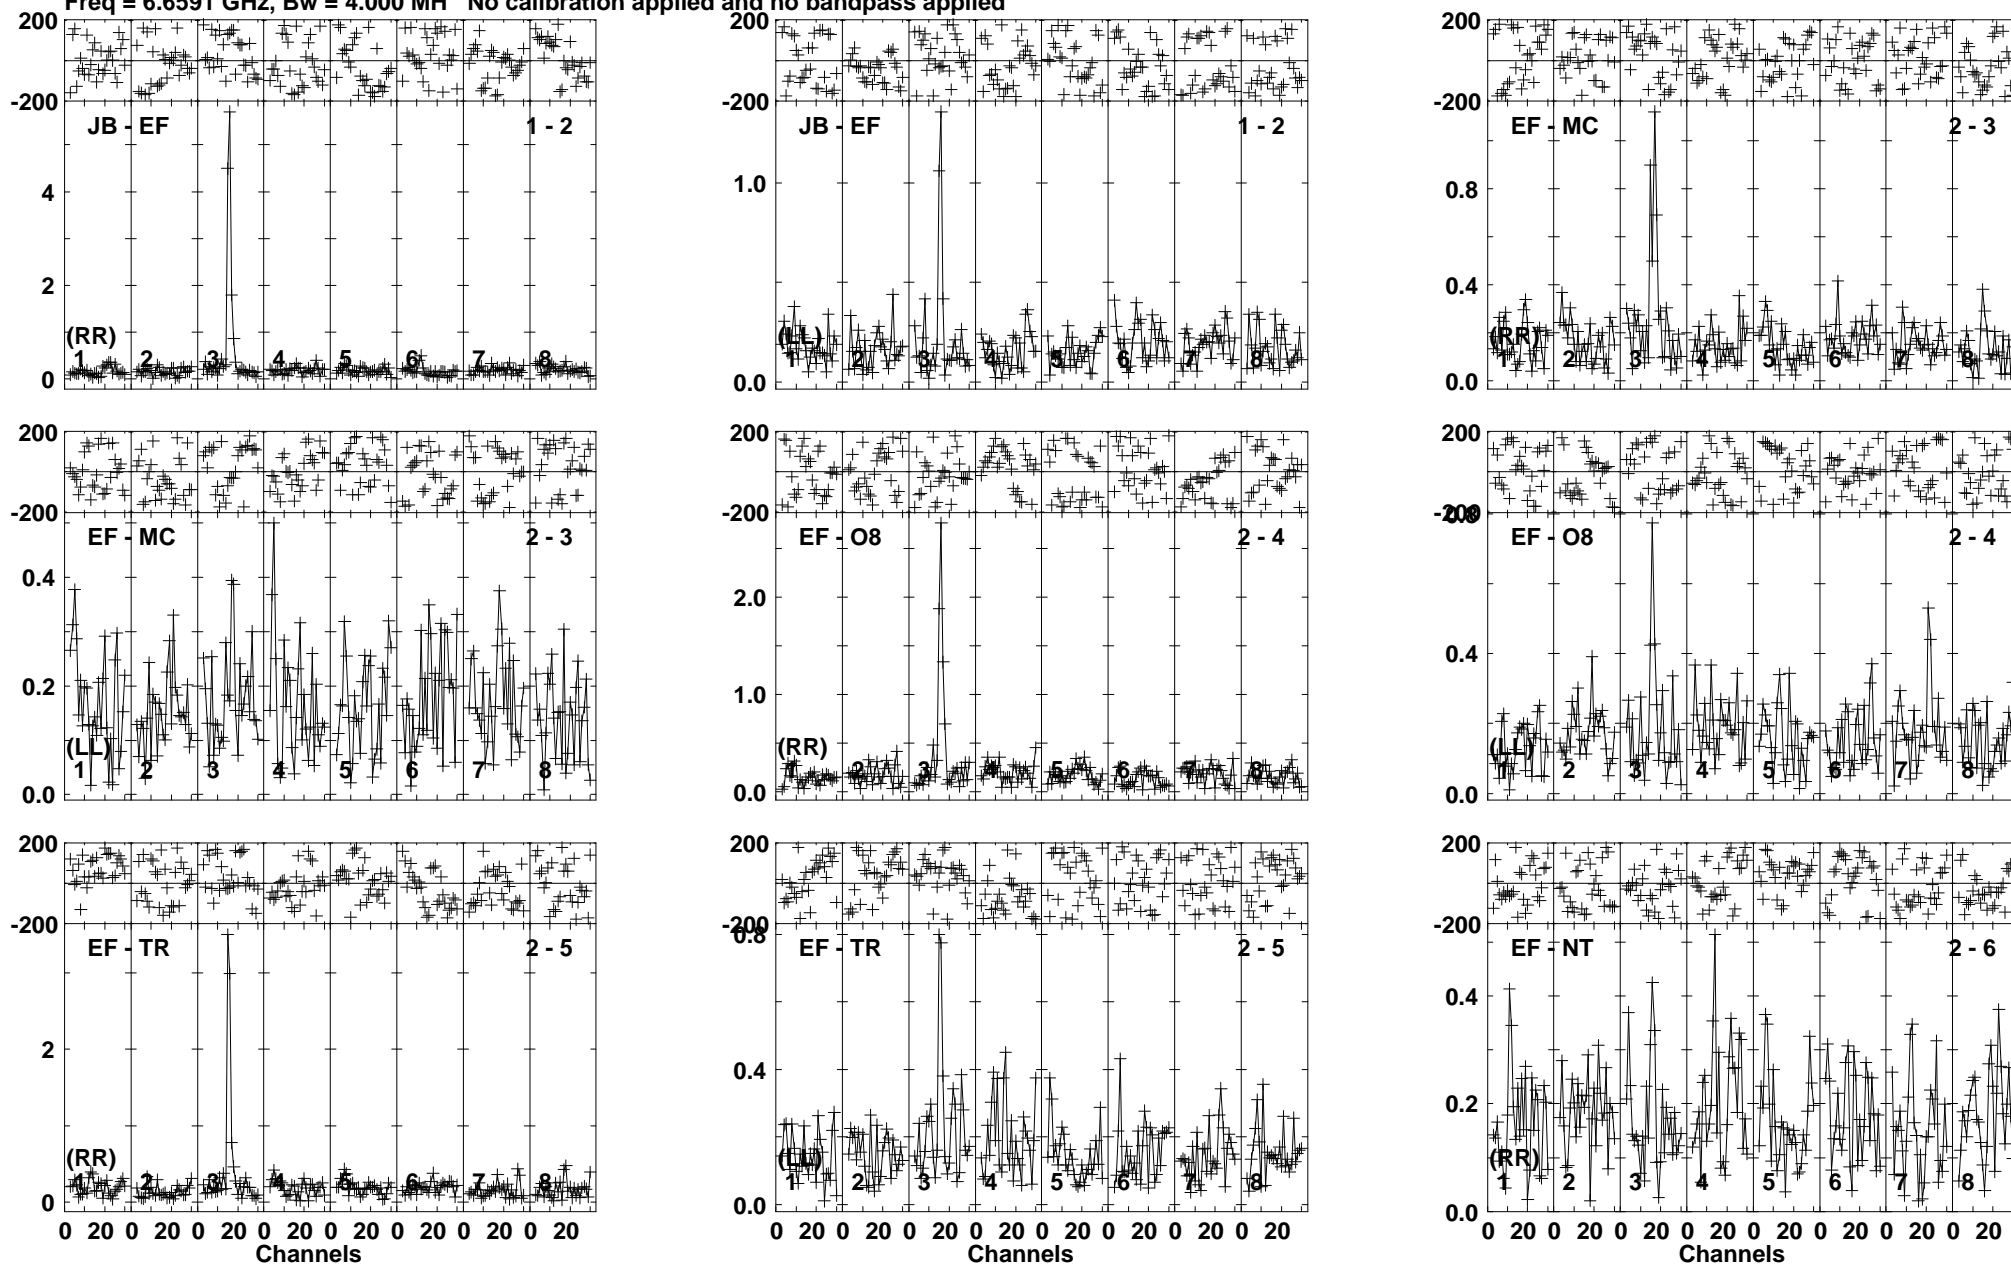 Freq = 6.6591 GHz, Bw = 4.000 MH No calibration applied and no bandpass applied
200 200 200
-200 -200 -200
JB - EF 1 - 2 JB - EF 1 - 2 EF - MC 2 - 3
4 1.0 0.8
2 0.4
(RR) (LL) (RR)
1 2 3 4 5 6 7 8 1 2 3 4 5 6 7 8 1 2 3 4 5 6 7 8
0 0.0 0.0
200 200 200
-200 -200 -200 0.8
EF - MC 2 - 3 EF - O8 2 - 4 EF - O8 2 - 4
0.4 2.0 0.4
0.2 1.0
(LL) (RR) (LL)
1 2 3 4 5 6 7 8 1 2 3 4 5 6 7 8 1 2 3 4 5 6 7 8
0.0 0.0 0.0
200 200 200
-200 -200 0.8 -200
EF - TR 2 - 5 EF - TR 2 - 5 EF - NT 2 - 6
2 0.4 0.4
0.2
(RR) (LL) (RR)
1 2 3 4 5 6 7 8 1 2 3 4 5 6 7 8 1 2 3 4 5 6 7 8
0 0.0 0.0
0 20 0 20 0 20 0 20 0 20 0 20 0 20 0 20 0 20 0 20 0 20 0 20 0 20 0 20 0 20 0 20 0 20 0 20 0 20 0 20 0 20 0 20 0 20 0 20
Channels Channels Channels